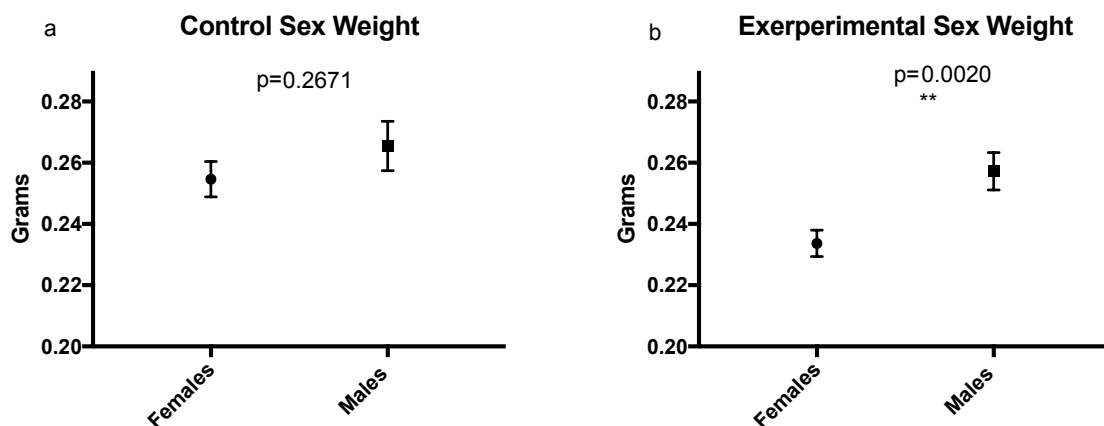 a
Control Sex Weight
p=0.2671
0.28
0.26
0.24
0.22
0.20
Grams
Females
Males
b
Exerperimental Sex Weight
p=0.0020
**
0.28
0.26
0.24
0.22
0.20
Grams
Females
Males